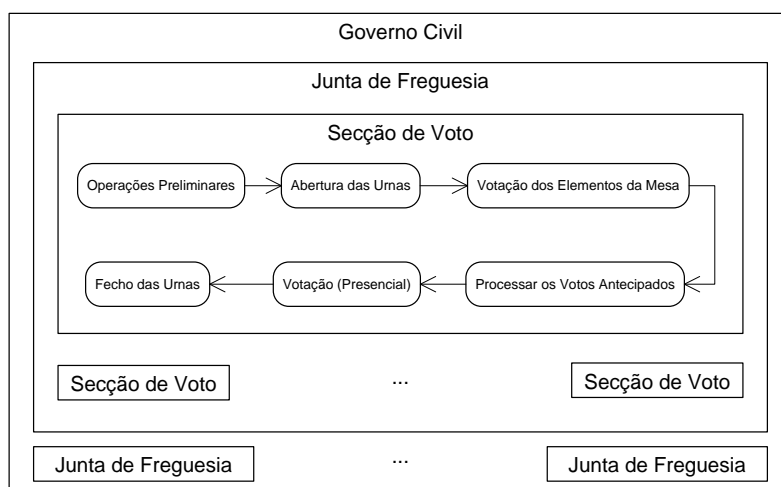 Governo Civil
Junta de Freguesia
Secção de Voto
Operações Preliminares
Abertura das Urnas
Votação dos Elementos da Mesa
Fecho das Urnas
Votação (Presencial)
Processar os Votos Antecipados
Secção de Voto
...
Secção de Voto
Junta de Freguesia
...
Junta de Freguesia